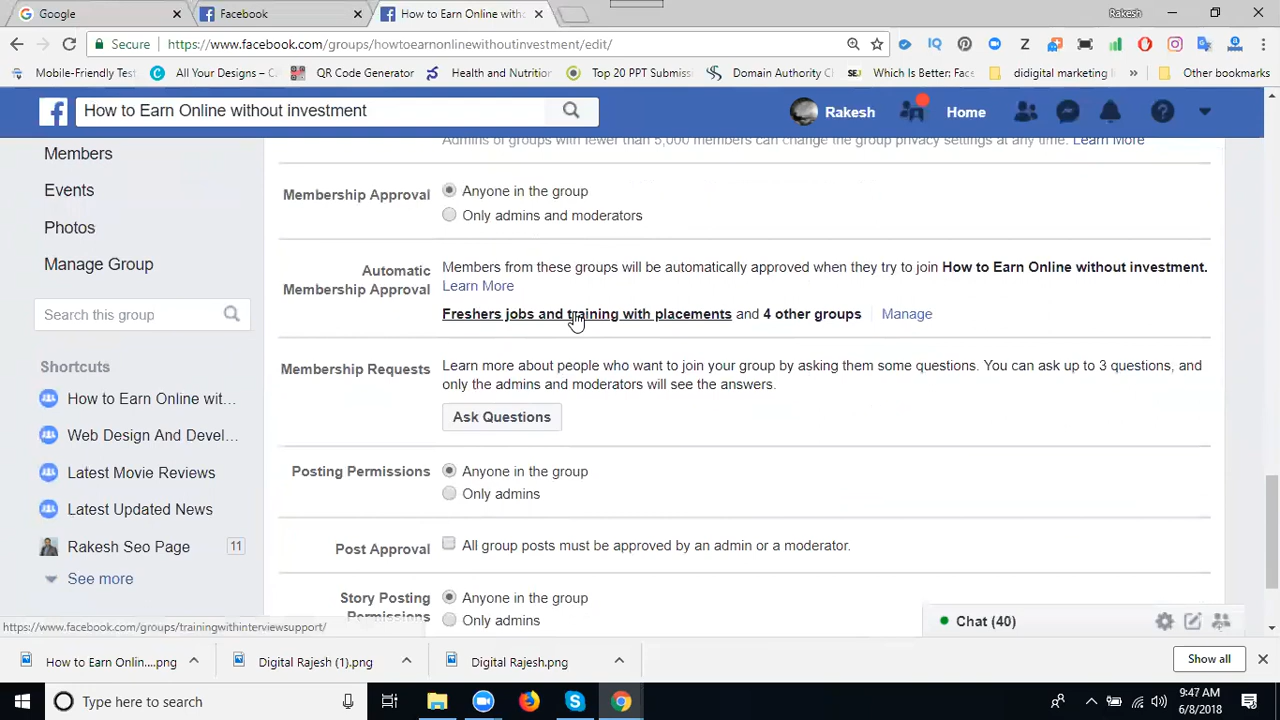 Google
Facebook
How to Earn Online with
Rakesh
Secure
https://www.facebook.com/groups/howtoearnonlinewithoutinvestment/edit/
Mobile-Friendly Test
All Your Designs – Ca
QR Code Generator
Health and Nutrition
Top 20 PPT Submiss
Domain Authority C
SEJ
Which Is Better: Face
didigital marketing i
»
Other bookmarks
How to Earn Online without investment
Rakesh
Home
Members
Events
Photos
Manage Group
Search this group
Shortcuts
How to Earn Online wit...
Web Design And Devel...
Latest Movie Reviews
Latest Updated News
Rakesh Seo Page 11
See more
Admins of groups with fewer than 5,000 members can change the group privacy settings at any time. Learn More
Membership Approval
Anyone in the group
Only admins and moderators
Automatic
Membership Approval
Members from these groups will be automatically approved when they try to join How to Earn Online without investment.
Learn More
Freshers jobs and training with placements and 4 other groups Manage
Membership Requests
Learn more about people who want to join your group by asking them some questions. You can ask up to 3 questions, and
only the admins and moderators will see the answers.
Ask Questions
Posting Permissions
Anyone in the group
Only admins
Post Approval
All group posts must be approved by an admin or a moderator.
Story Posting
Permissions
Anyone in the group
Only admins
Chat (40)
https://www.facebook.com/groups/trainingwithinterviewsupport/
How to Earn Onlin....png
Digital Rajesh (1).png
Digital Rajesh.png
Show all
Type here to search
9:47 AM
6/8/2018